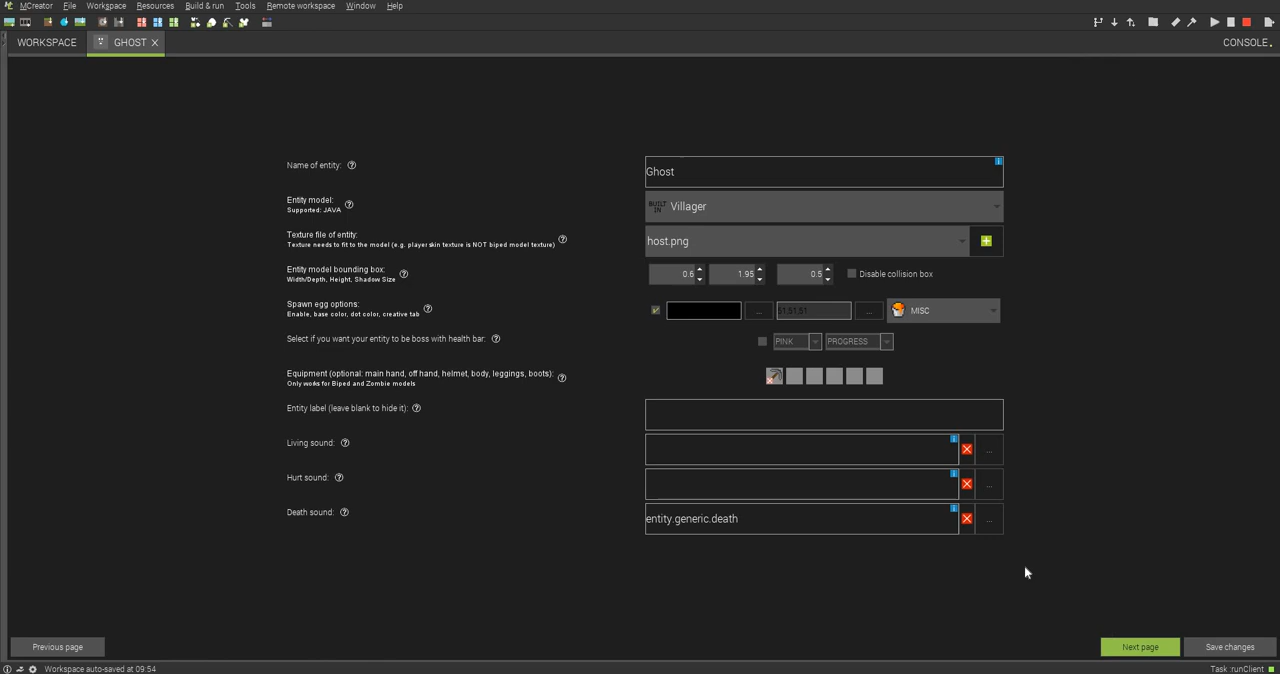 MCreator File Workspace Resources Build & run Tools Remote workspace Window Help
WORKSPACE GHOST CONSOLE
Name of entity: Ghost
Entity model: Villager
Supported: JAVA
BUILT IN
Texture file of entity: host.png
Texture needs to fit to the model (e.g. player skin texture is NOT biped model texture)
Entity model bounding box: 0.6 1.95 0.5 Disable collision box
Width/Depth, Height, Shadow Size
Spawn egg options: ... 51,51,51 ... MISC
Enable, base color, dot color, creative tab
Select if you want your entity to be boss with health bar: PINK PROGRESS
Equipment (optional: main hand, off hand, helmet, body, leggings, boots):
Only works for Biped and Zombie models
Entity label (leave blank to hide it):
Living sound: ...
Hurt sound: ...
Death sound: entity.generic.death ...
Previous page Next page Save changes
Workspace auto-saved at 09:54 Task :runClient